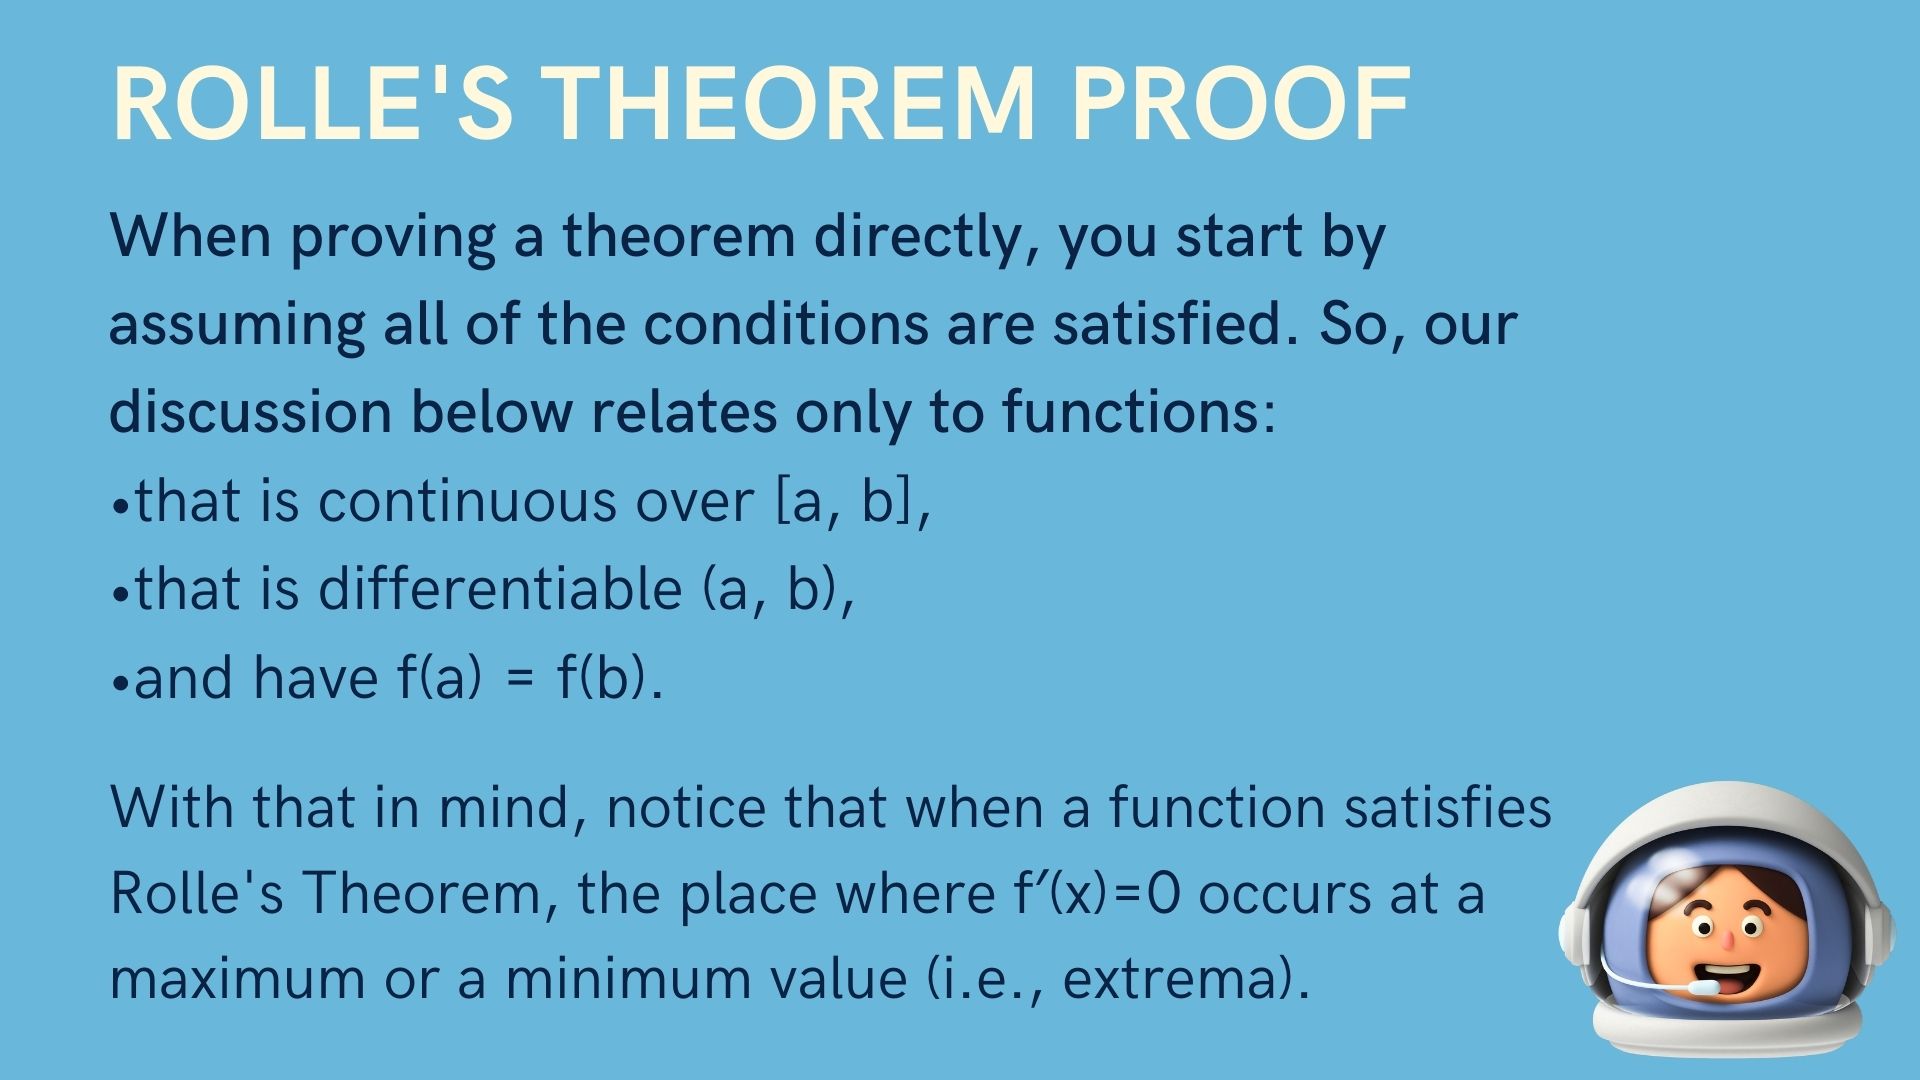 ROLLE'S THEOREM PROOF
When proving a theorem directly, you start by
assuming all of the conditions are satisfied. So, our
discussion below relates only to functions:
•that is continuous over [a, b],
•that is differentiable (a, b),
•and have f(a) = f(b).
With that in mind, notice that when a function satisfies
Rolle's Theorem, the place where f′(x)=0 occurs at a
maximum or a minimum value (i.e., extrema).